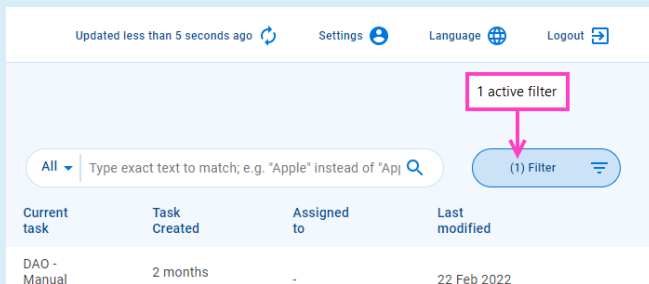 Updated less than 5 seconds ago Settings Language Logout
1 active filter
All Type exact text to match; e.g. "Apple" instead of "App (1) Filter
Current Task Assigned Last
task Created to modified
DAO - 2 months
Manual - 22 Feb 2022